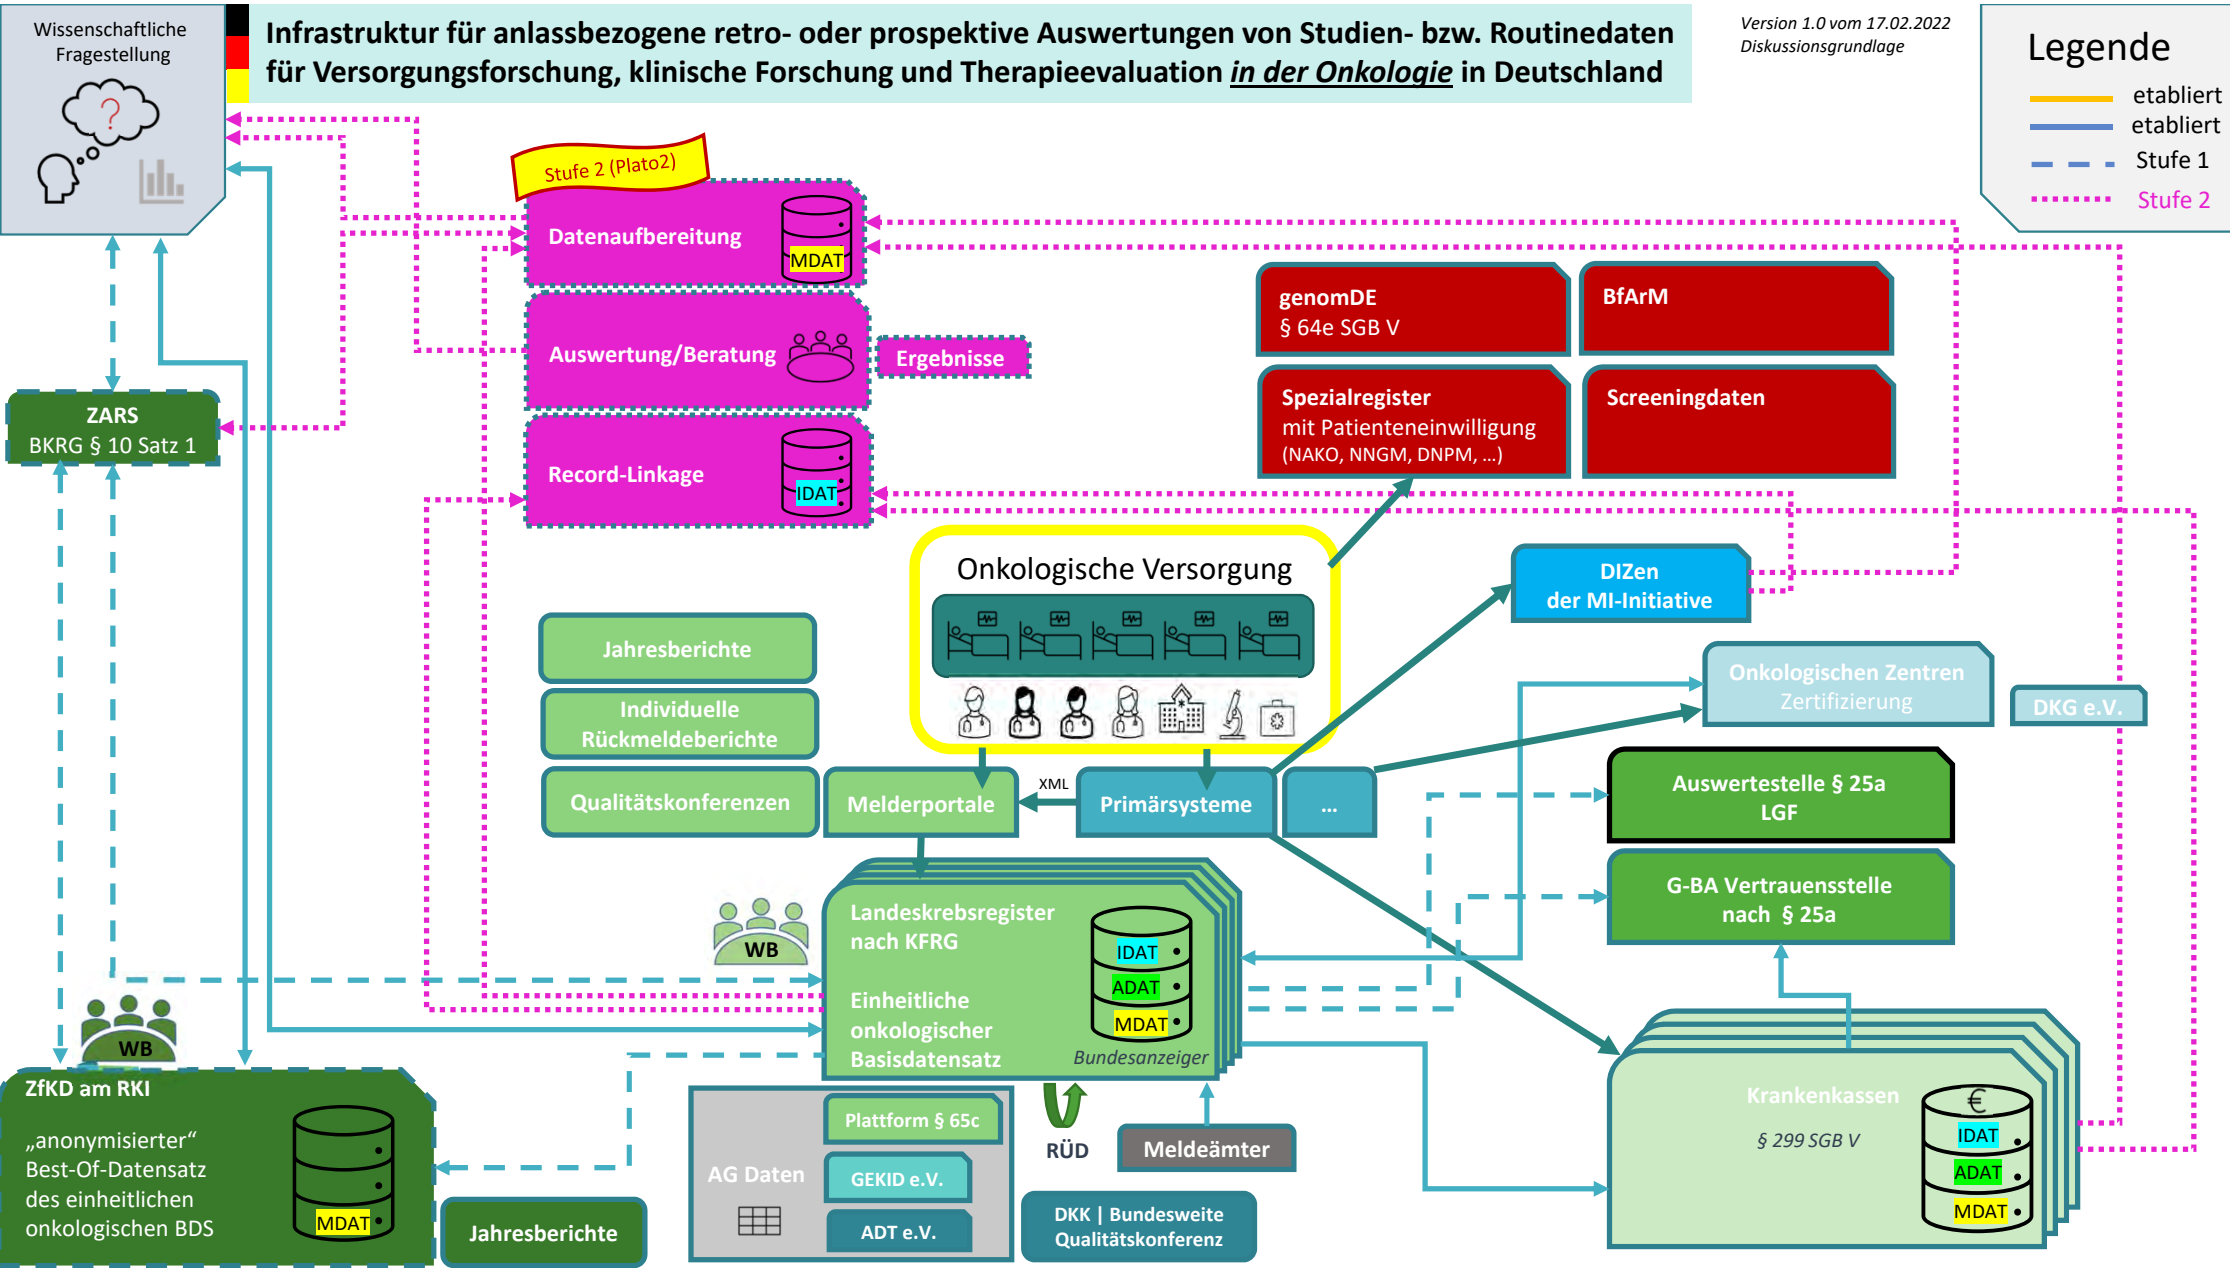 Wissenschaftliche
Fragestellung
?
Infrastruktur für anlassbezogene retro- oder prospektive Auswertungen von Studien- bzw. Routinedaten
für Versorgungsforschung, klinische Forschung und Therapieevaluation in der Onkologie in Deutschland
Version 1.0 vom 17.02.2022
Diskussionsgrundlage
Legende
etabliert
etabliert
Stufe 1
Stufe 2
Stufe 2 (Plato2)
Datenaufbereitung
MDAT
Auswertung/Beratung
Ergebnisse
Record-Linkage
IDAT
genomDE
§ 64e SGB V
BfArM
Spezialregister
mit Patienteneinwilligung
(NAKO, NNGM, DNPM, ...)
Screeningdaten
ZARS
BKRG § 10 Satz 1
Onkologische Versorgung
DIZen
der MI-Initiative
Jahresberichte
Individuelle
Rückmeldeberichte
Qualitätskonferenzen
Onkologischen Zentren
Zertifizierung
DKG e.V.
Melderportale
XML
Primärsysteme
...
Auswertestelle § 25a
LGF
G-BA Vertrauensstelle
nach § 25a
WB
Landeskrebsregister
nach KFRG
Einheitliche
onkologischer
Basisdatensatz
IDAT
ADAT
MDAT
Bundesanzeiger
WB
ZfKD am RKI
„anonymisierter“
Best-Of-Datensatz
des einheitlichen
onkologischen BDS
MDAT
Jahresberichte
AG Daten
Plattform § 65c
GEKID e.V.
ADT e.V.
RÜD
Meldeämter
DKK | Bundesweite
Qualitätskonferenz
Krankenkassen
§ 299 SGB V
€
IDAT
ADAT
MDAT